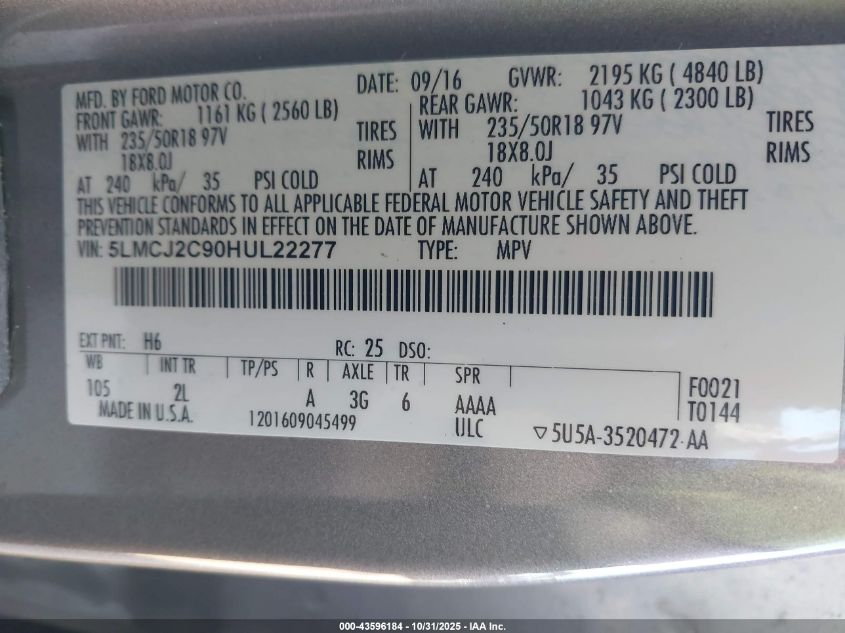 MFD. BY FORD MOTOR CO. DATE: 09/16 GVWR: 2195 KG ( 4840 LB)
FRONT GAWR: 1161 KG ( 2560 LB) REAR GAWR: 1043 KG ( 2300 LB)
WITH 235/50R18 97V TIRES WITH 235/50R18 97V TIRES
18X8.0J RIMS 18X8.0J RIMS
AT 240 kPa/ 35 PSI COLD AT 240 kPa/ 35 PSI COLD
THIS VEHICLE CONFORMS TO ALL APPLICABLE FEDERAL MOTOR VEHICLE SAFETY AND THEFT
PREVENTION STANDARDS IN EFFECT ON THE DATE OF MANUFACTURE SHOWN ABOVE.
VIN: 5LMCJ2C90HUL22277 TYPE: MPV
EXT PNT: H6 RC: 25 DSO:
WB INT TR TP/PS R AXLE TR SPR F0021
105 2L A 3G 6 AAAA T0144
MADE IN U.S.A. 1201609045499 ULC ▽5U5A-3520472-AA
000-43596184 - 10/31/2025 - IAA Inc.